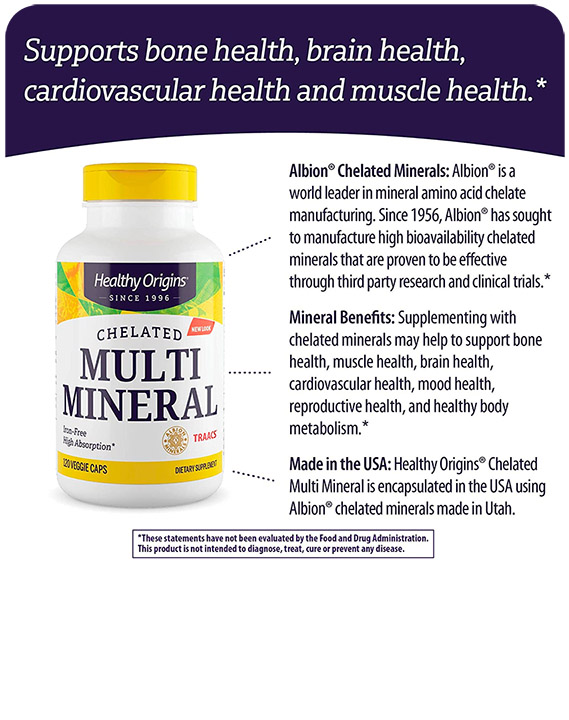 Supports bone health, brain health,
cardiovascular health and muscle health.*
Albion® Chelated Minerals: Albion® is a
world leader in mineral amino acid chelate
manufacturing. Since 1956, Albion® has sought
to manufacture high bioavailability chelated
minerals that are proven to be effective
through third party research and clinical trials.*
Healthy Origins®
SINCE 1996
NEW LOOK
CHELATED
MULTI
MINERAL
Iron-Free
High Absorption*
ALBION
MINERALS
TRAACS®
120 VEGGIE CAPS
DIETARY SUPPLEMENT
Mineral Benefits: Supplementing with
chelated minerals may help to support bone
health, muscle health, brain health,
cardiovascular health, mood health,
reproductive health, and healthy body
metabolism.*
Made in the USA: Healthy Origins® Chelated
Multi Mineral is encapsulated in the USA using
Albion® chelated minerals made in Utah.
*These statements have not been evaluated by the Food and Drug Administration.
This product is not intended to diagnose, treat, cure or prevent any disease.